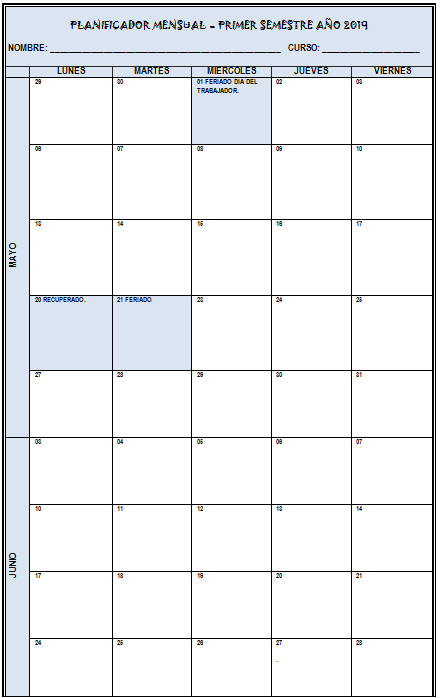 PLANIFICADOR MENSUAL – PRIMER SEMESTRE AÑO 2019
NOMBRE: ______________________________________________ CURSO: ____________________
LUNES MARTES MIERCOLES JUEVES VIERNES
MAYO
29 30 01 FERIADO DIA DEL TRABAJADOR. 02 03
06 07 08 09 10
13 14 15 16 17
20 RECUPERADO. 21 FERIADO 23 24 25
27 28 29 30 31
JUNIO
03 04 05 06 07
10 11 12 13 14
17 18 19 20 21
24 25 26 27 28